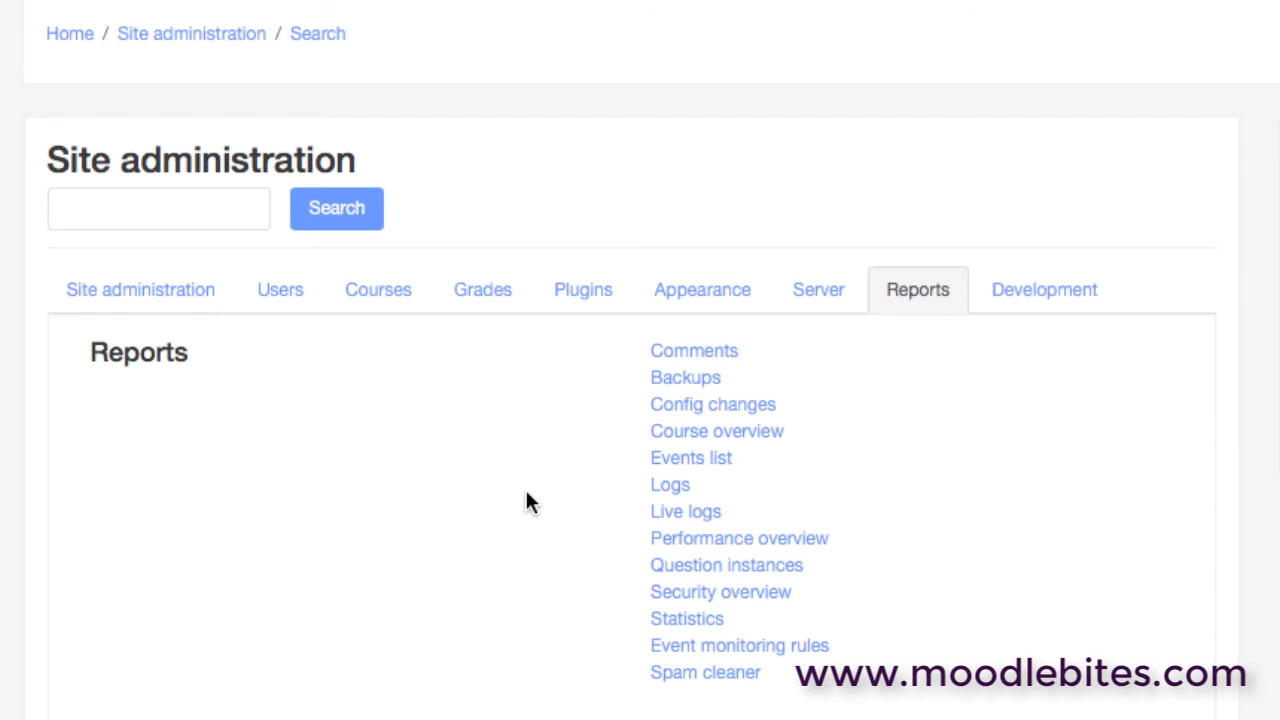 Home / Site administration / Search
Site administration
Search
Site administration Users Courses Grades Plugins Appearance Server Reports Development
Reports
Comments
Backups
Config changes
Course overview
Events list
Logs
Live logs
Performance overview
Question instances
Security overview
Statistics
Event monitoring rules
Spam cleaner
www.moodlebites.com